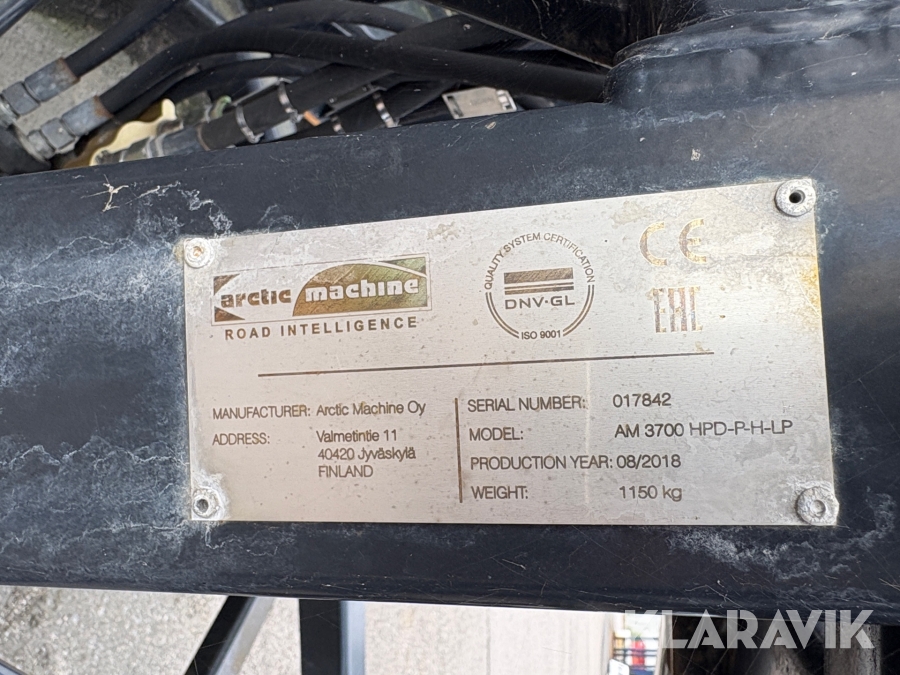 arctic machine
ROAD INTELLIGENCE
QUALITY SYSTEM CERTIFICATION
DNV·GL
ISO 9001
CE
EAC
MANUFACTURER: Arctic Machine Oy
ADDRESS: Valmetintie 11
40420 Jyväskylä
FINLAND
SERIAL NUMBER: 017842
MODEL: AM 3700 HPD-P-H-LP
PRODUCTION YEAR: 08/2018
WEIGHT: 1150 kg
KLARAVIK